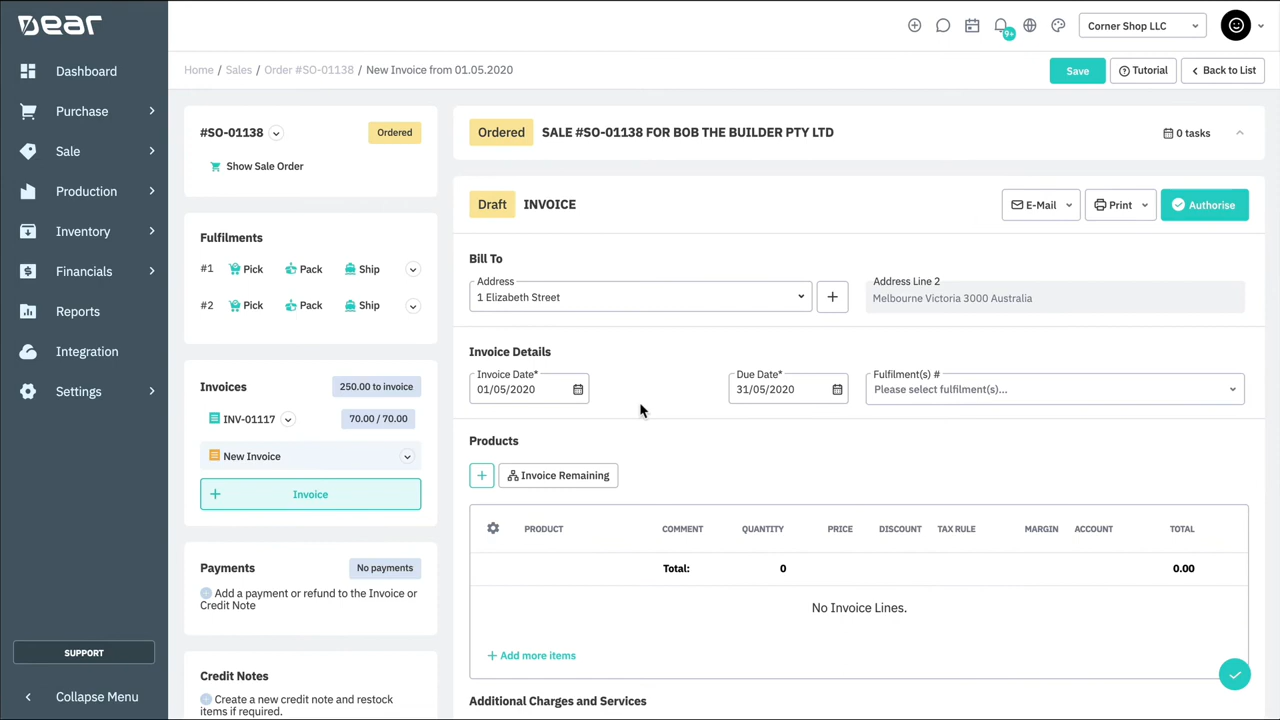 Dear
Dashboard
Purchase
Sale
Production
Inventory
Financials
Reports
Integration
Settings
SUPPORT
Collapse Menu
9+
Corner Shop LLC
Home / Sales / Order #SO-01138 / New Invoice from 01.05.2020
Save
Tutorial
Back to List
#SO-01138
Ordered
Show Sale Order
Fulfilments
#1 Pick Pack Ship
#2 Pick Pack Ship
Invoices
250.00 to invoice
INV-01117
70.00 / 70.00
New Invoice
+ Invoice
Payments
No payments
Add a payment or refund to the Invoice or
Credit Note
Credit Notes
Create a new credit note and restock
items if required.
Ordered
SALE #SO-01138 FOR BOB THE BUILDER PTY LTD
0 tasks
Draft
INVOICE
E-Mail
Print
Authorise
Bill To
Address
1 Elizabeth Street
+
Address Line 2
Melbourne Victoria 3000 Australia
Invoice Details
Invoice Date*
01/05/2020
Due Date*
31/05/2020
Fulfilment(s) #
Please select fulfilment(s)...
Products
+
Invoice Remaining
PRODUCT COMMENT QUANTITY PRICE DISCOUNT TAX RULE MARGIN ACCOUNT TOTAL
Total: 0 0.00
No Invoice Lines.
+ Add more items
Additional Charges and Services